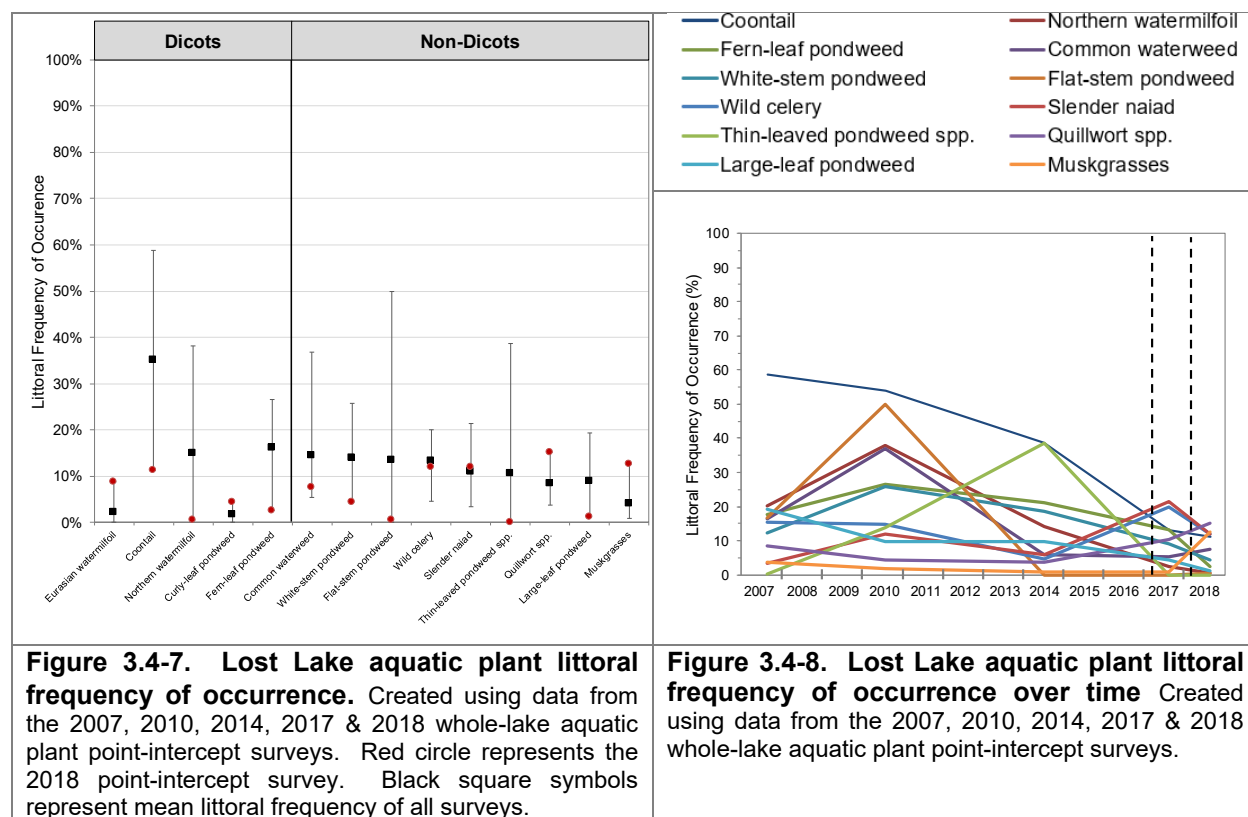 Dicots
Non-Dicots
100%
90%
80%
70%
60%
50%
40%
30%
20%
10%
0%
Littoral Frequency of Occurence
Eurasian watermilfoil
Coontail
Northern watermilfoil
Curly-leaf pondweed
Fern-leaf pondweed
Common waterweed
White-stem pondweed
Flat-stem pondweed
Wild celery
Slender naiad
Thin-leaved pondweed spp.
Quillwort spp.
Large-leaf pondweed
Muskgrasses
Figure 3.4-7. Lost Lake aquatic plant littoral
frequency of occurrence. Created using data from
the 2007, 2010, 2014, 2017 & 2018 whole-lake aquatic
plant point-intercept surveys. Red circle represents the
2018 point-intercept survey. Black square symbols
represent mean littoral frequency of all surveys.
Coontail
Northern watermilfoil
Fern-leaf pondweed
Common waterweed
White-stem pondweed
Flat-stem pondweed
Wild celery
Slender naiad
Thin-leaved pondweed spp.
Quillwort spp.
Large-leaf pondweed
Muskgrasses
100
90
80
70
60
50
40
30
20
10
0
Littoral Frequency of Occurrence (%)
2007 2008 2009 2010 2011 2012 2013 2014 2015 2016 2017 2018
Figure 3.4-8. Lost Lake aquatic plant littoral
frequency of occurrence over time Created
using data from the 2007, 2010, 2014, 2017 & 2018
whole-lake aquatic plant point-intercept surveys.